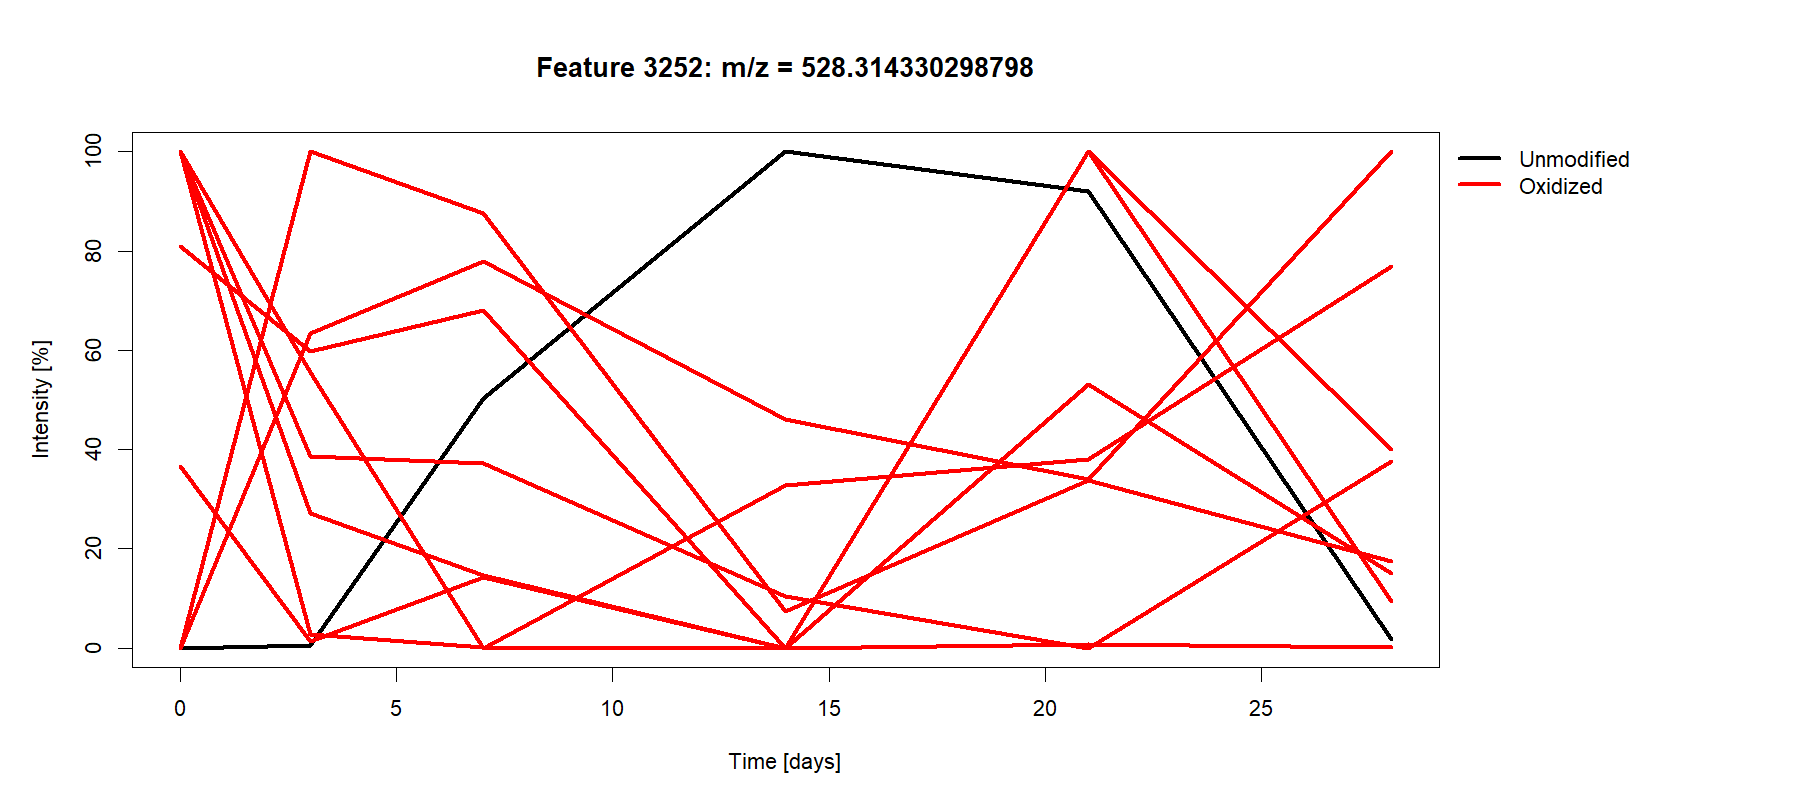 Feature 3252: m/z = 528.314330298798
100
80
60
40
20
0
Intensity [%]
0 5 10 15 20 25
Time [days]
Unmodified
Oxidized